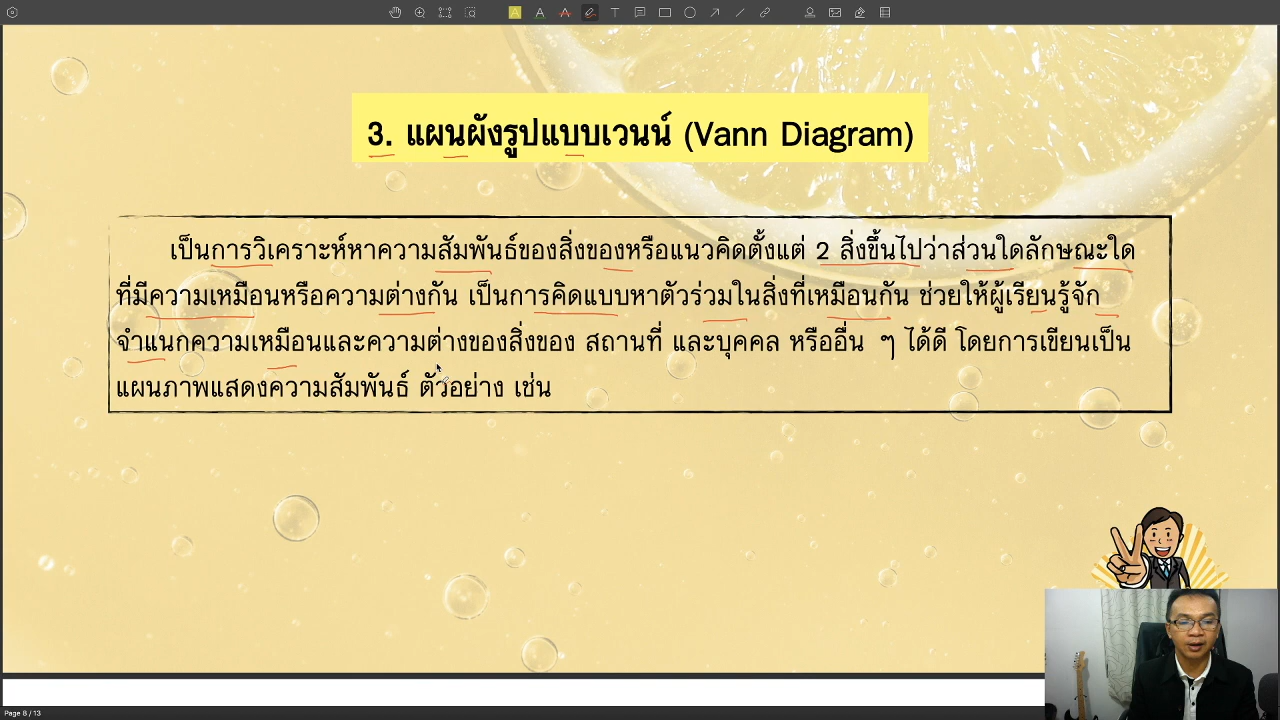 3. แผนผังรูปแบบเวนน์ (Vann Diagram)
เป็นการวิเคราะห์หาความสัมพันธ์ของสิ่งของหรือแนวคิดตั้งแต่ 2 สิ่งขึ้นไปว่าส่วนใดลักษณะใด
ที่มีความเหมือนหรือความต่างกัน เป็นการคิดแบบหาตัวร่วมในสิ่งที่เหมือนกัน ช่วยให้ผู้เรียนรู้จัก
จำแนกความเหมือนและความต่างของสิ่งของ สถานที่ และบุคคล หรืออื่น ๆ ได้ดี โดยการเขียนเป็น
แผนภาพแสดงความสัมพันธ์ ตัวอย่าง เช่น
Page 8 / 13